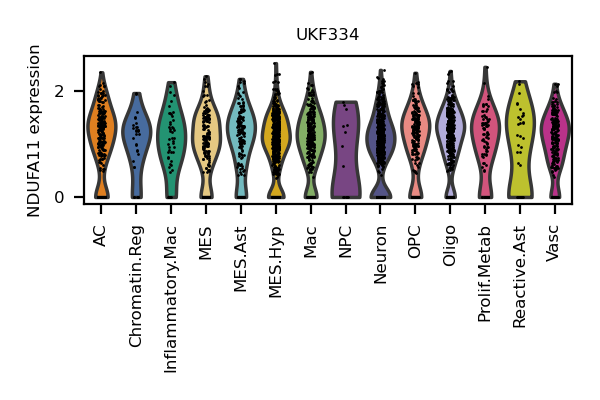 UKF334
NDUFA11 expression
2
0
AC
Chromatin.Reg
Inflammatory.Mac
MES
MES.Ast
MES.Hyp
Mac
NPC
Neuron
OPC
Oligo
Prolif.Metab
Reactive.Ast
Vasc